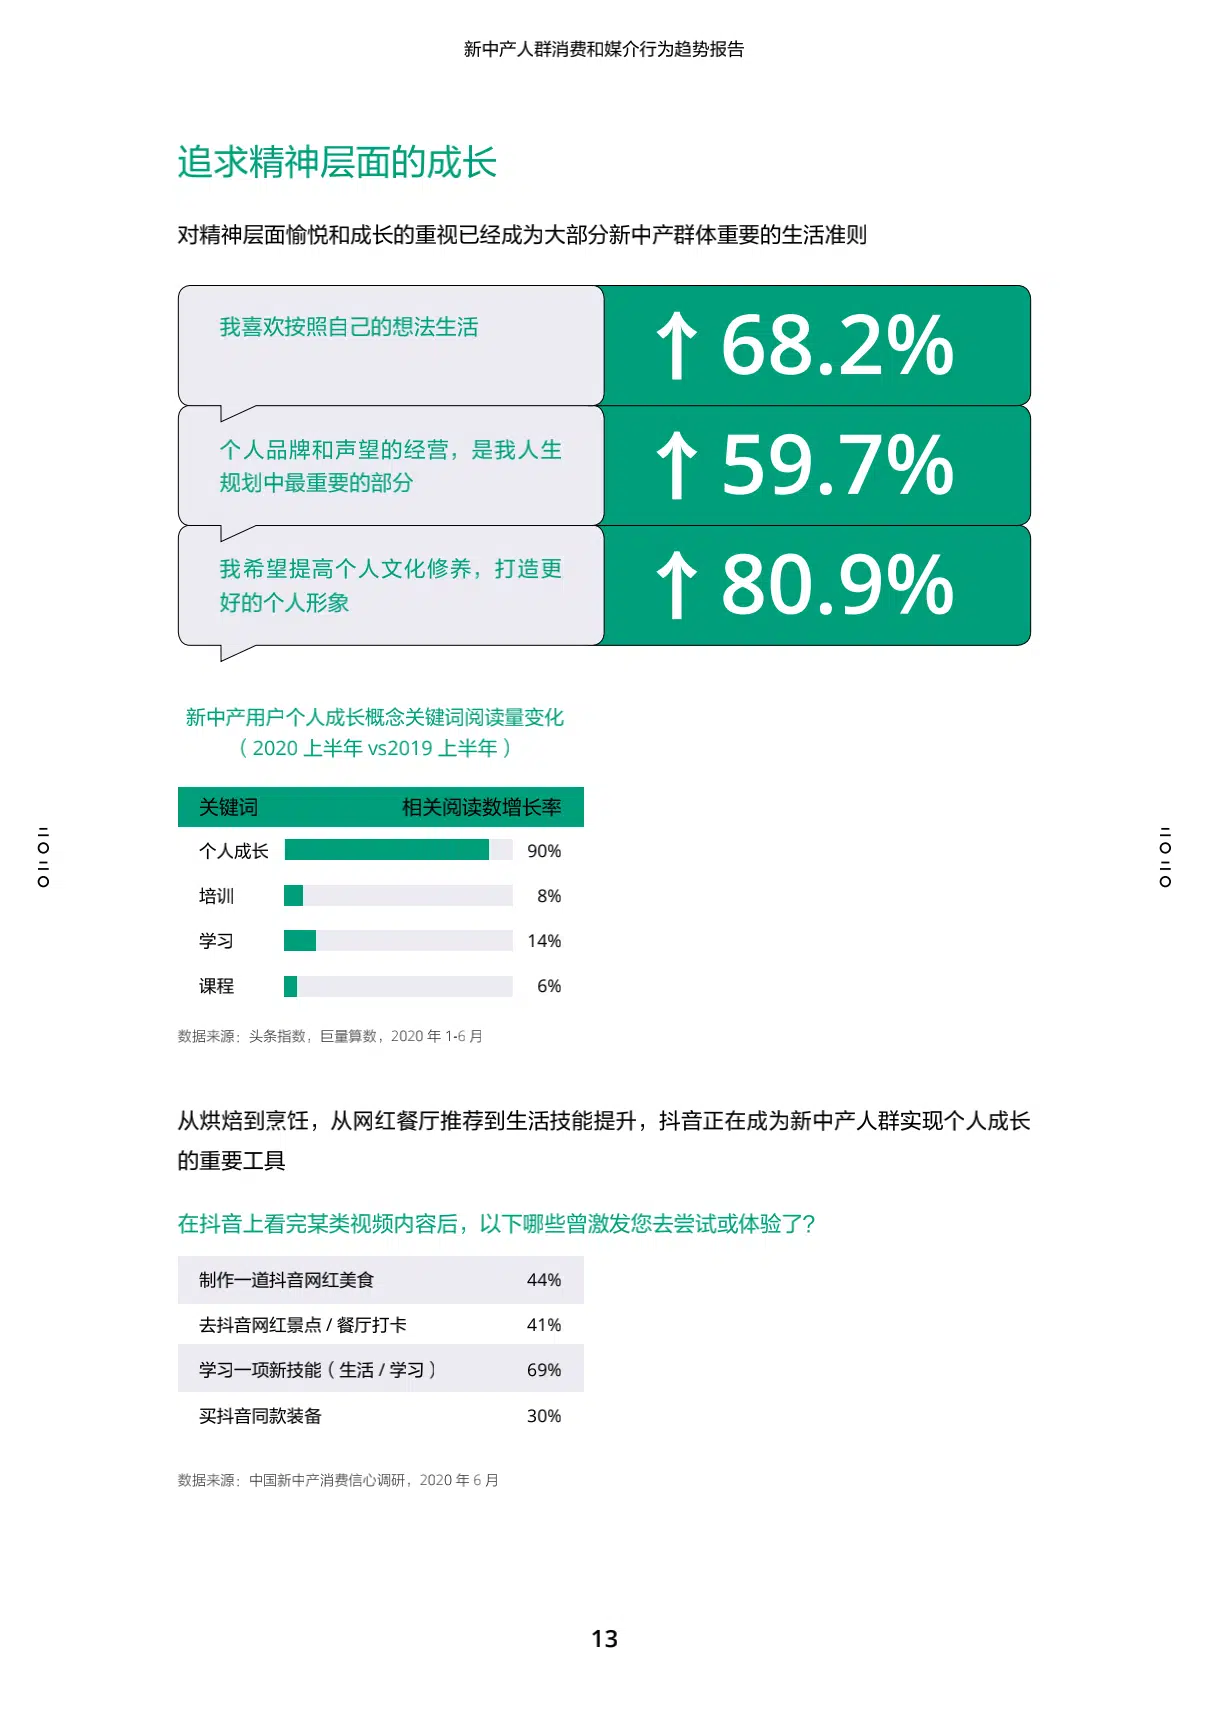 新中产人群消费和媒介行为趋势报告
追求精神层面的成长
对精神层面愉悦和成长的重视已经成为大部分新中产群体重要的生活准则
我喜欢按照自己的想法生活
↑ 68.2%
个人品牌和声望的经营，是我人生
规划中最重要的部分
↑ 59.7%
我希望提高个人文化修养，打造更
好的个人形象
↑ 80.9%
新中产用户个人成长概念关键词阅读量变化
（2020 上半年 vs2019 上半年）
关键词 相关阅读数增长率
个人成长 90%
培训 8%
学习 14%
课程 6%
数据来源：头条指数，巨量算数，2020 年 1-6 月
从烘焙到烹饪，从网红餐厅推荐到生活技能提升，抖音正在成为新中产人群实现个人成长
的重要工具
在抖音上看完某类视频内容后，以下哪些曾激发您去尝试或体验了？
制作一道抖音网红美食 44%
去抖音网红景点 / 餐厅打卡 41%
学习一项新技能（生活 / 学习） 69%
买抖音同款装备 30%
数据来源：中国新中产消费信心调研，2020 年 6 月
二〇二〇
二〇二〇
13